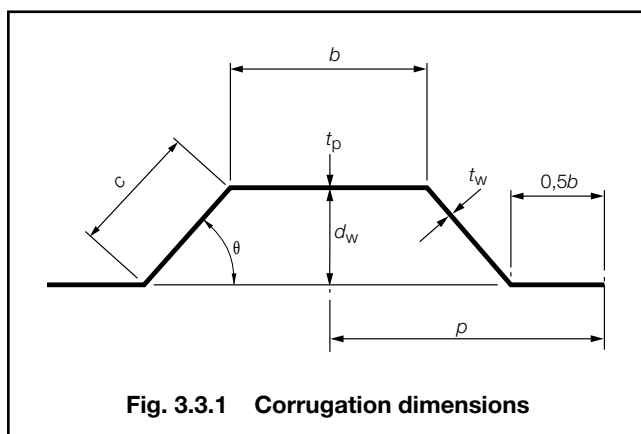 b
t_p
c
t_w
0,5b
d_w
θ
p
Fig. 3.3.1 Corrugation dimensions